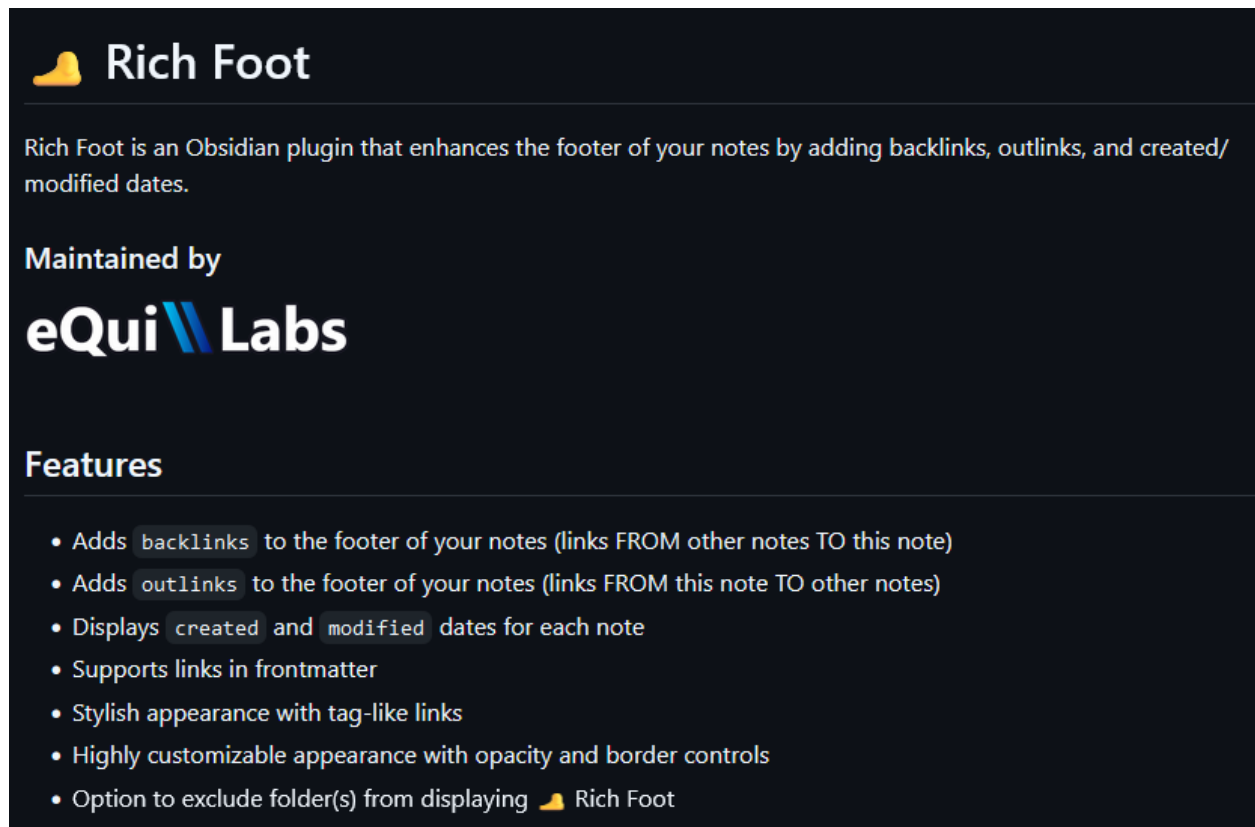 🦶 Rich Foot
Rich Foot is an Obsidian plugin that enhances the footer of your notes by adding backlinks, outlinks, and created/
modified dates.
Maintained by
eQui\\Labs
Features
• Adds backlinks to the footer of your notes (links FROM other notes TO this note)
• Adds outlinks to the footer of your notes (links FROM this note TO other notes)
• Displays created and modified dates for each note
• Supports links in frontmatter
• Stylish appearance with tag-like links
• Highly customizable appearance with opacity and border controls
• Option to exclude folder(s) from displaying 🦶 Rich Foot